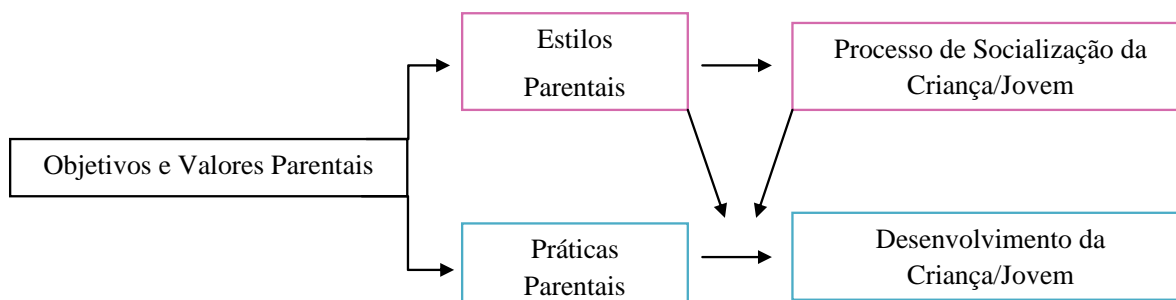 Estilos
Parentais
Processo de Socialização da
Criança/Jovem
Objetivos e Valores Parentais
Práticas
Parentais
Desenvolvimento da
Criança/Jovem